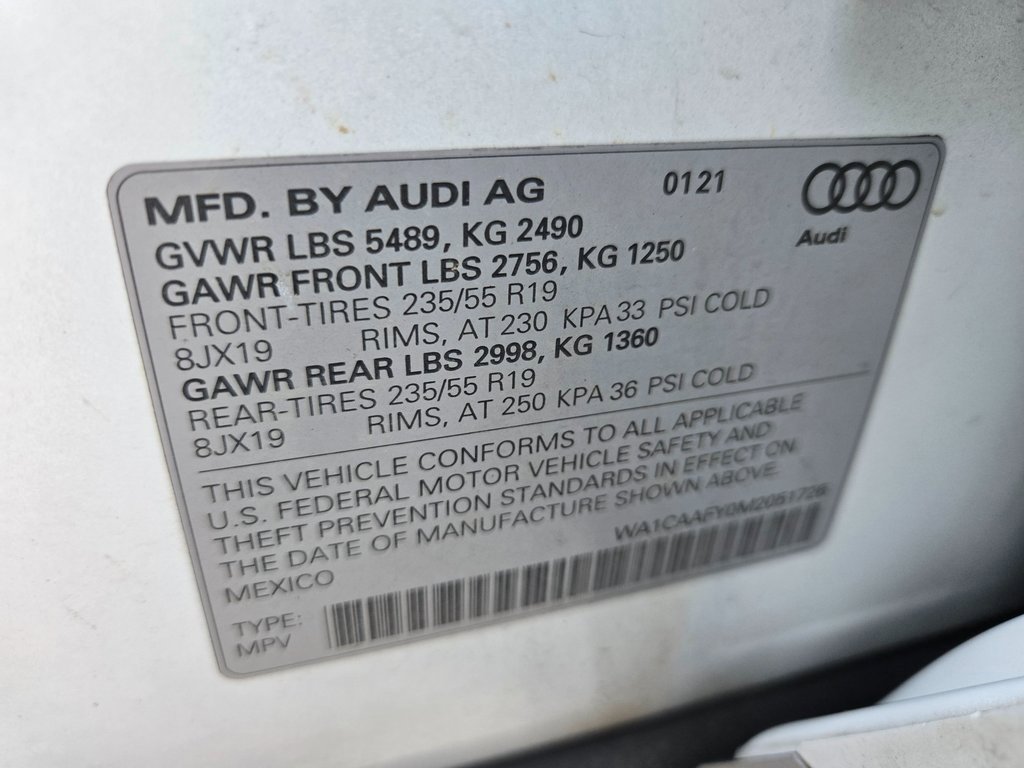 MFD. BY AUDI AG 0121
Audi
GVWR LBS 5489, KG 2490
GAWR FRONT LBS 2756, KG 1250
FRONT-TIRES 235/55 R19
8JX19 RIMS, AT 230 KPA 33 PSI COLD
GAWR REAR LBS 2998, KG 1360
REAR-TIRES 235/55 R19
8JX19 RIMS, AT 250 KPA 36 PSI COLD
THIS VEHICLE CONFORMS TO ALL APPLICABLE
U.S. FEDERAL MOTOR VEHICLE SAFETY AND
THEFT PREVENTION STANDARDS IN EFFECT ON
THE DATE OF MANUFACTURE SHOWN ABOVE.
MEXICO WA1CAAFY0M2051726
TYPE:
MPV